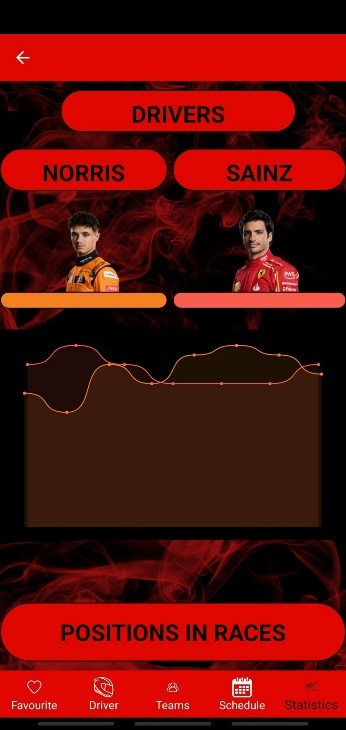 DRIVERS
NORRIS
SAINZ
POSITIONS IN RACES
Favourite
Driver
Teams
Schedule
Statistics